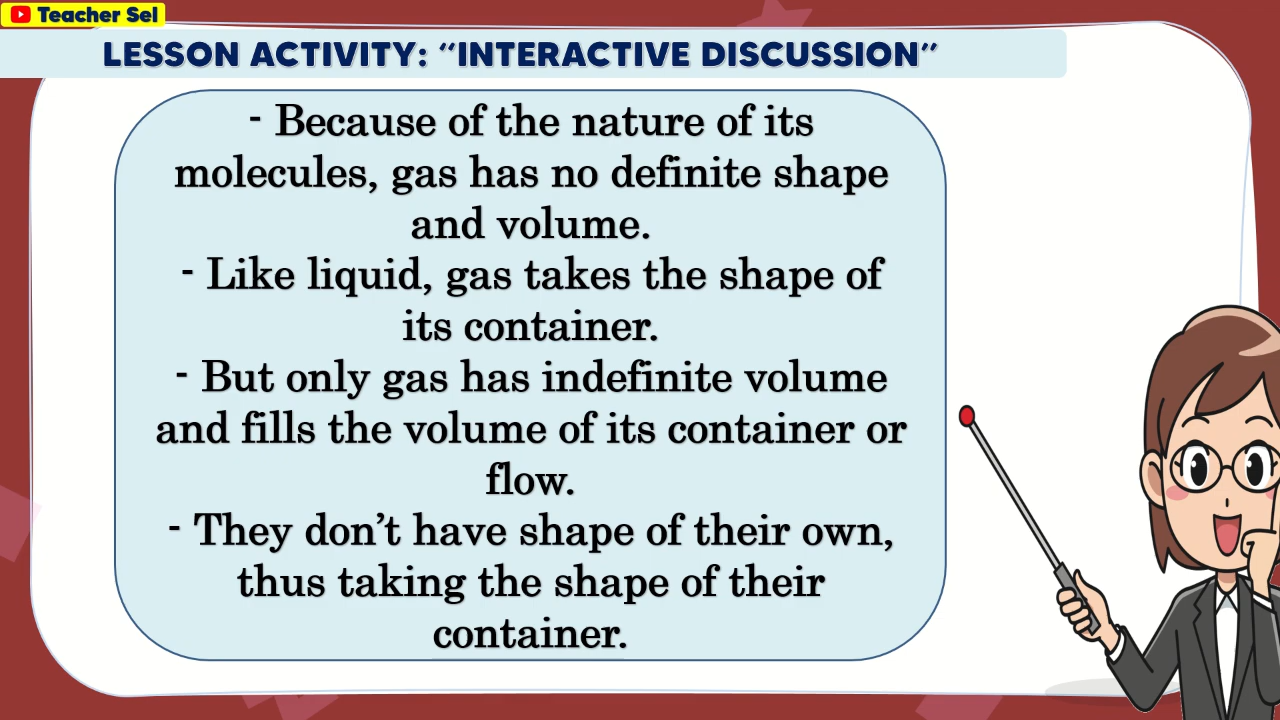 Teacher Sel
LESSON ACTIVITY: “INTERACTIVE DISCUSSION”
- Because of the nature of its
molecules, gas has no definite shape
and volume.
- Like liquid, gas takes the shape of
its container.
- But only gas has indefinite volume
and fills the volume of its container or
flow.
- They don’t have shape of their own,
thus taking the shape of their
container.